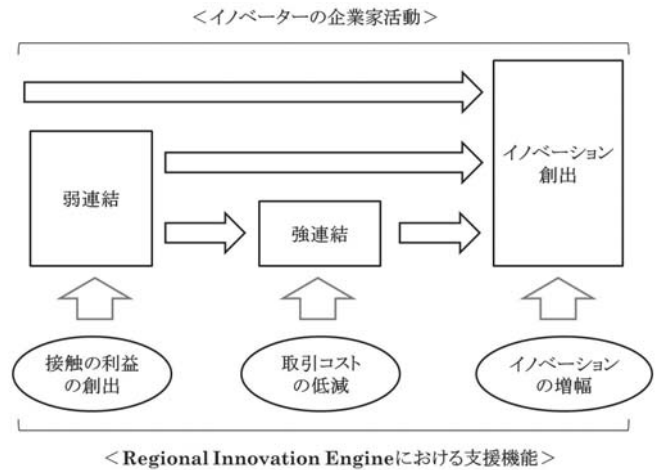 ＜イノベーターの企業家活動＞
弱連結
強連結
イノベーション
創出
接触の利益
の創出
取引コスト
の低減
イノベーション
の増幅
＜Regional Innovation Engineにおける支援機能＞